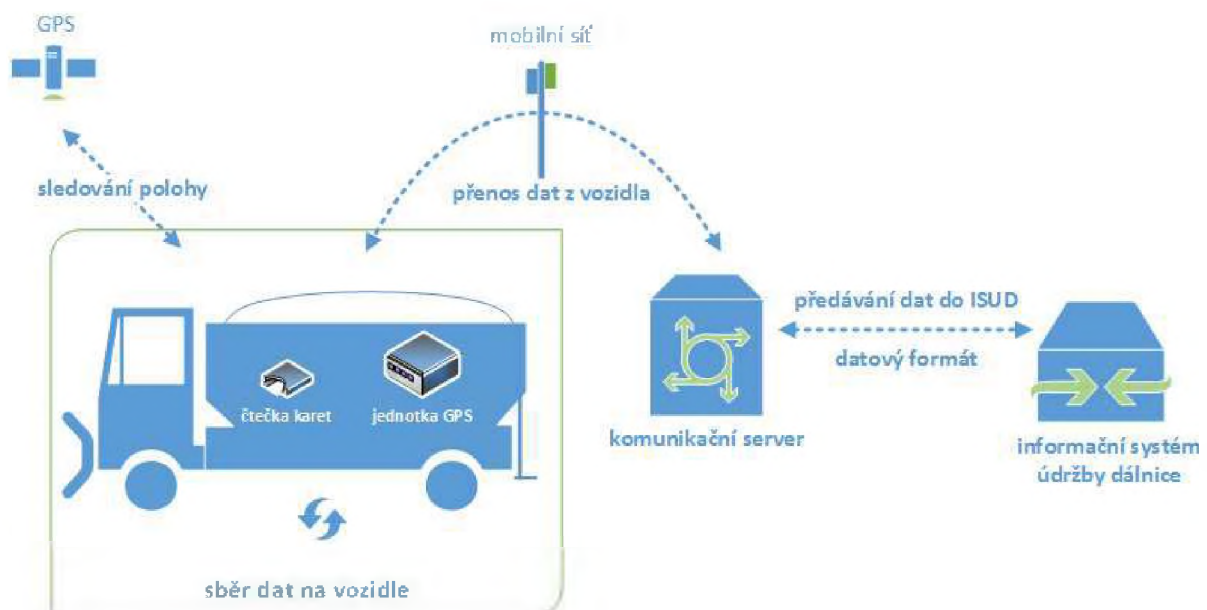 GPS
mobilní síť
sledování polohy
přenos dat z vozidla
čtečka karet
jednotka GPS
sběr dat na vozidle
komunikační server
předávání dat do ISUD
datový formát
informační systém
údržby dálnice